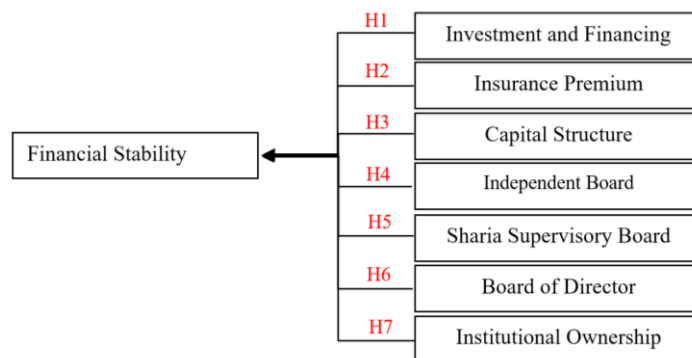 H1
Investment and Financing
H2
Insurance Premium
H3
Capital Structure
Financial Stability
H4
Independent Board
H5
Sharia Supervisory Board
H6
Board of Director
H7
Institutional Ownership